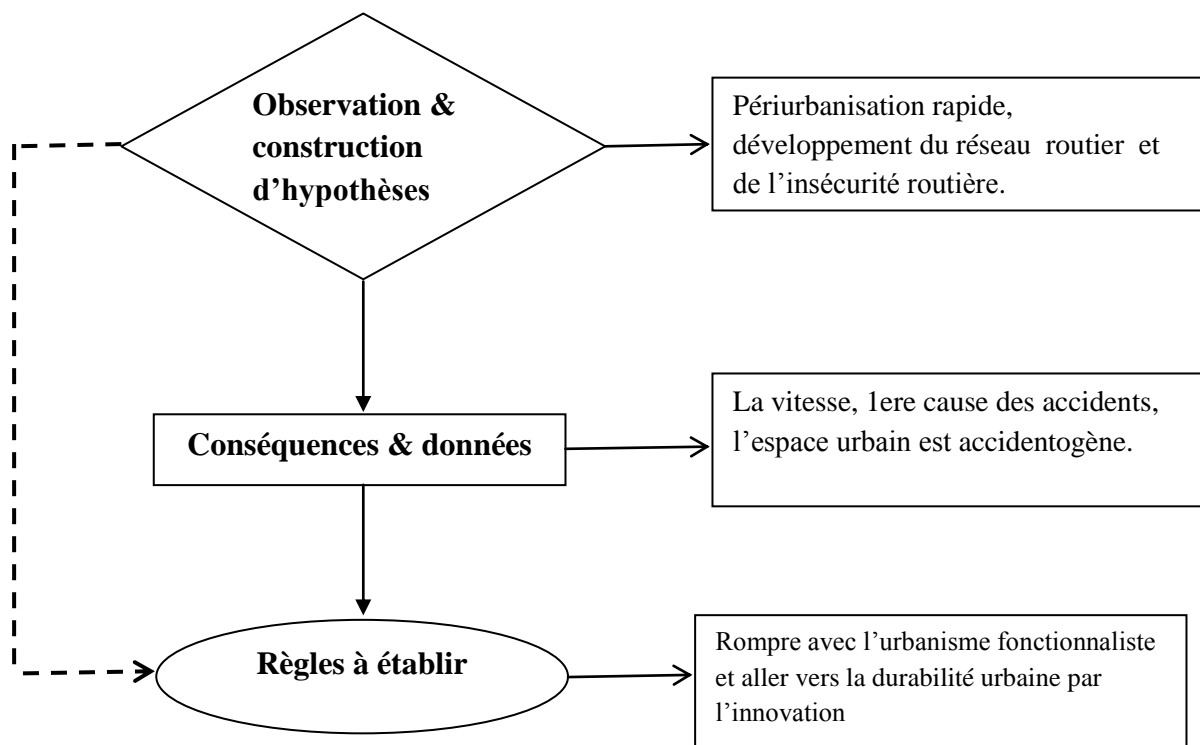 Observation &
construction
d’hypothèses
Périurbanisation rapide,
développement du réseau routier et
de l’insécurité routière.
Conséquences & données
La vitesse, 1ere cause des accidents,
l’espace urbain est accidentogène.
Règles à établir
Rompre avec l’urbanisme fonctionnaliste
et aller vers la durabilité urbaine par
l’innovation